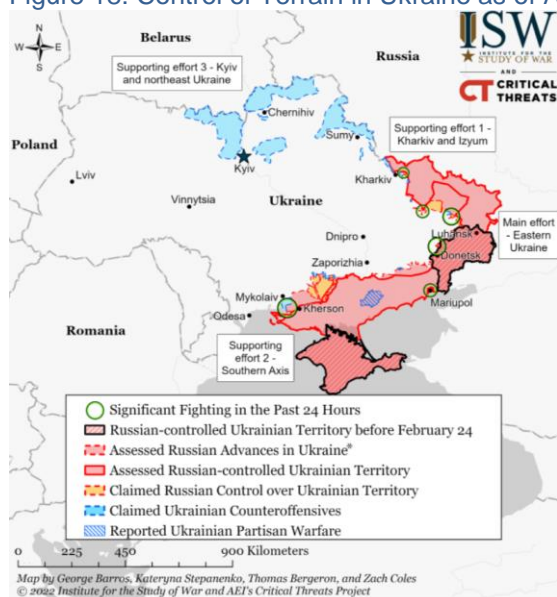 Figure 18: Control of Terrain in Ukraine as of A
ISW
INSTITUTE FOR THE
STUDY OF WAR
AND
CT CRITICAL
THREATS
N
W
E
S
Belarus
Russia
Supporting effort 3 - Kyiv
and northeast Ukraine
Chernihiv
Sumy
Supporting effort 1 -
Kharkiv and Izyum
Poland
Kyiv
Kharkiv
Lviv
Ukraine
Vinnytsia
Luhansk
Main effort
- Eastern
Ukraine
Dnipro
Donetsk
Zaporizhia
Mykolaiv
Mariupol
Romania
Odesa
Kherson
Supporting
effort 2 -
Southern Axis
Significant Fighting in the Past 24 Hours
Russian-controlled Ukrainian Territory before February 24
Assessed Russian Advances in Ukraine*
Assessed Russian-controlled Ukrainian Territory
Claimed Russian Control over Ukrainian Territory
Claimed Ukrainian Counteroffensives
Reported Ukrainian Partisan Warfare
0 225 450 900 Kilometers
Map by George Barros, Kateryna Stepanenko, Thomas Bergeron, and Zach Coles
© 2022 Institute for the Study of War and AEI's Critical Threats Project